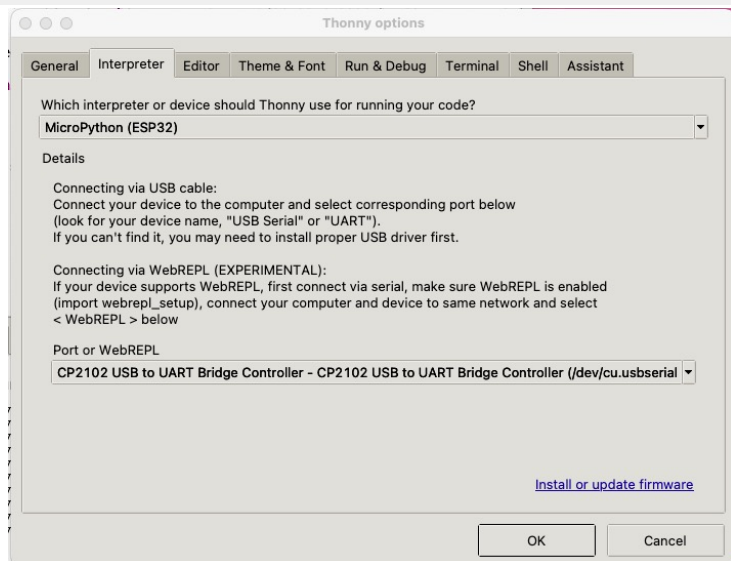 Thonny options
General Interpreter Editor Theme & Font Run & Debug Terminal Shell Assistant
Which interpreter or device should Thonny use for running your code?
MicroPython (ESP32)
Details
Connecting via USB cable:
Connect your device to the computer and select corresponding port below
(look for your device name, "USB Serial" or "UART").
If you can't find it, you may need to install proper USB driver first.
Connecting via WebREPL (EXPERIMENTAL):
If your device supports WebREPL, first connect via serial, make sure WebREPL is enabled
(import webrepl_setup), connect your computer and device to same network and select
< WebREPL > below
Port or WebREPL
CP2102 USB to UART Bridge Controller - CP2102 USB to UART Bridge Controller (/dev/cu.usbserial
Install or update firmware
OK Cancel